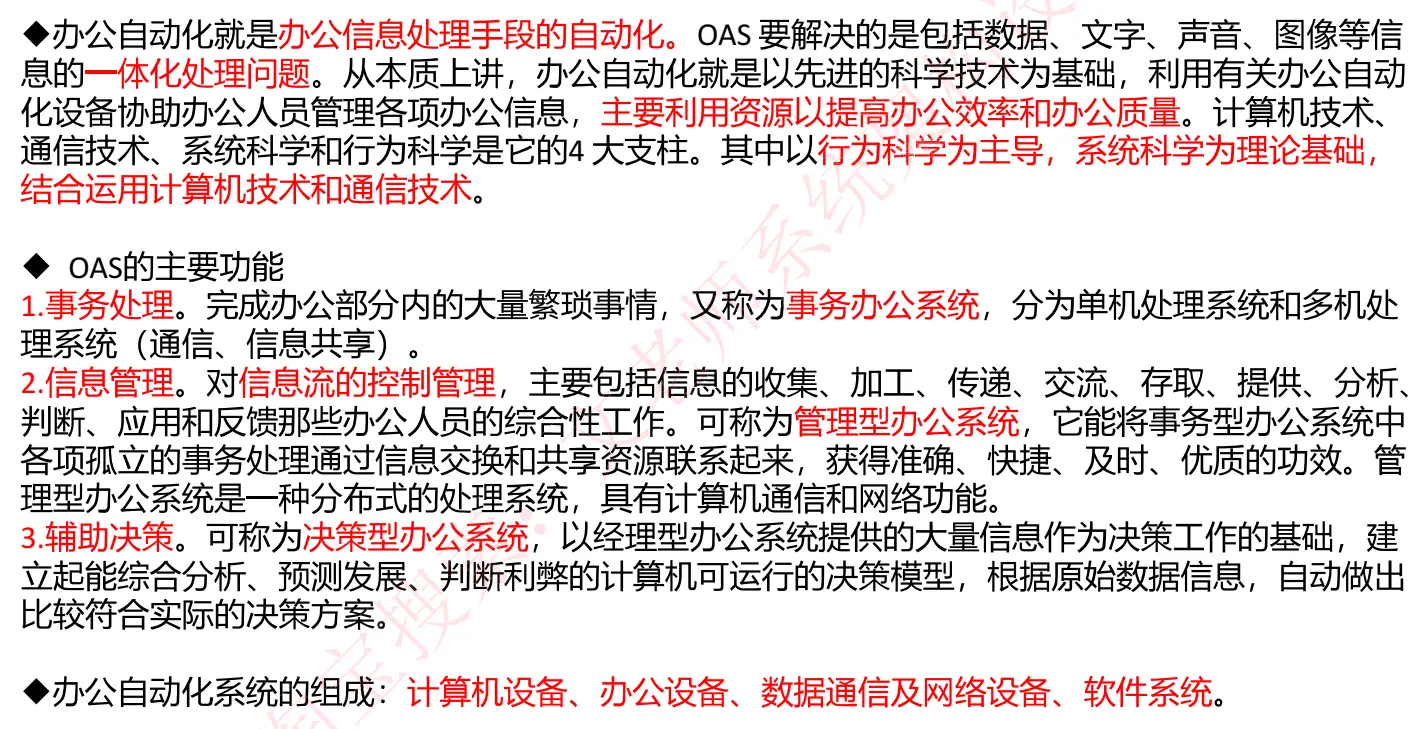 ◆办公自动化就是办公信息处理手段的自动化。OAS 要解决的是包括数据、文字、声音、图像等信
息的一体化处理问题。从本质上讲，办公自动化就是以先进的科学技术为基础，利用有关办公自动
化设备协助办公人员管理各项办公信息，主要利用资源以提高办公效率和办公质量。计算机技术、
通信技术、系统科学和行为科学是它的4 大支柱。其中以行为科学为主导，系统科学为理论基础，
结合运用计算机技术和通信技术。
◆ OAS的主要功能
1.事务处理。完成办公部分内的大量繁琐事情，又称为事务办公系统，分为单机处理系统和多机处
理系统（通信、信息共享）。
2.信息管理。对信息流的控制管理，主要包括信息的收集、加工、传递、交流、存取、提供、分析、
判断、应用和反馈那些办公人员的综合性工作。可称为管理型办公系统，它能将事务型办公系统中
各项孤立的事务处理通过信息交换和共享资源联系起来，获得准确、快捷、及时、优质的功效。管
理型办公系统是一种分布式的处理系统，具有计算机通信和网络功能。
3.辅助决策。可称为决策型办公系统，以经理型办公系统提供的大量信息作为决策工作的基础，建
立起能综合分析、预测发展、判断利弊的计算机可运行的决策模型，根据原始数据信息，自动做出
比较符合实际的决策方案。
◆办公自动化系统的组成：计算机设备、办公设备、数据通信及网络设备、软件系统。